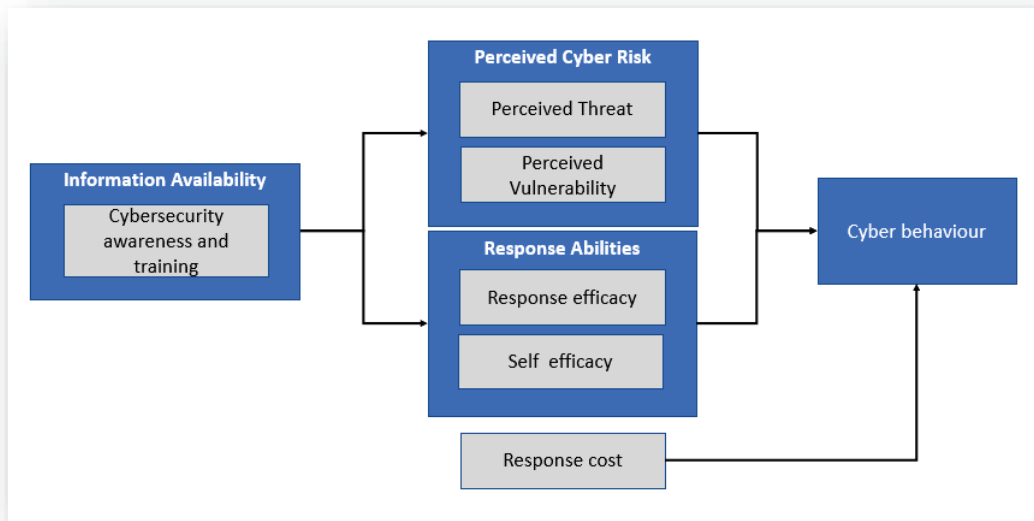 Perceived Cyber Risk
Perceived Threat
Perceived
Vulnerability
Information Availability
Cybersecurity
awareness and
training
Response Abilities
Response efficacy
Self efficacy
Response cost
Cyber behaviour